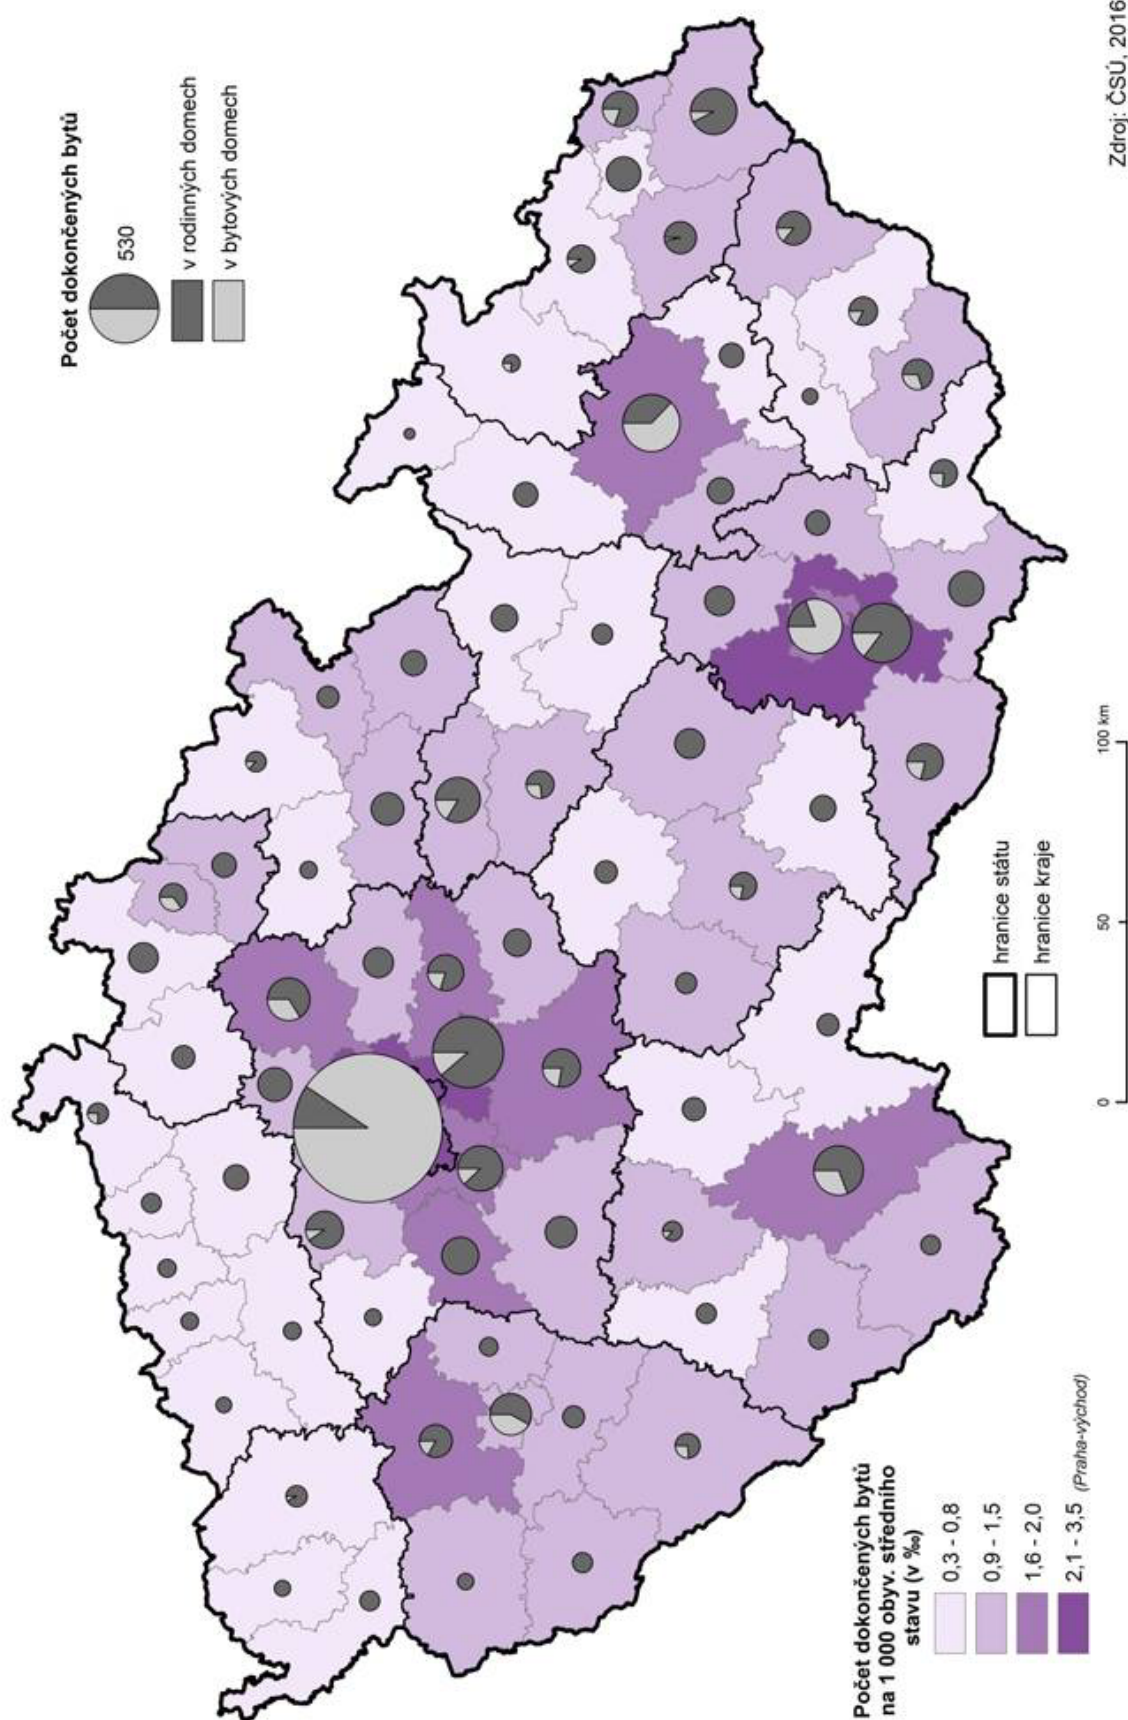 Počet dokončených bytů
530
v rodinných domech
v bytových domech
Počet dokončených bytů
na 1 000 obyv. středního
stavu (v ‰)
0,3 - 0,8
0,9 - 1,5
1,6 - 2,0
2,1 - 3,5 (Praha-východ)
hranice státu
hranice kraje
0
50
100 km
Zdroj: ČSÚ, 2016